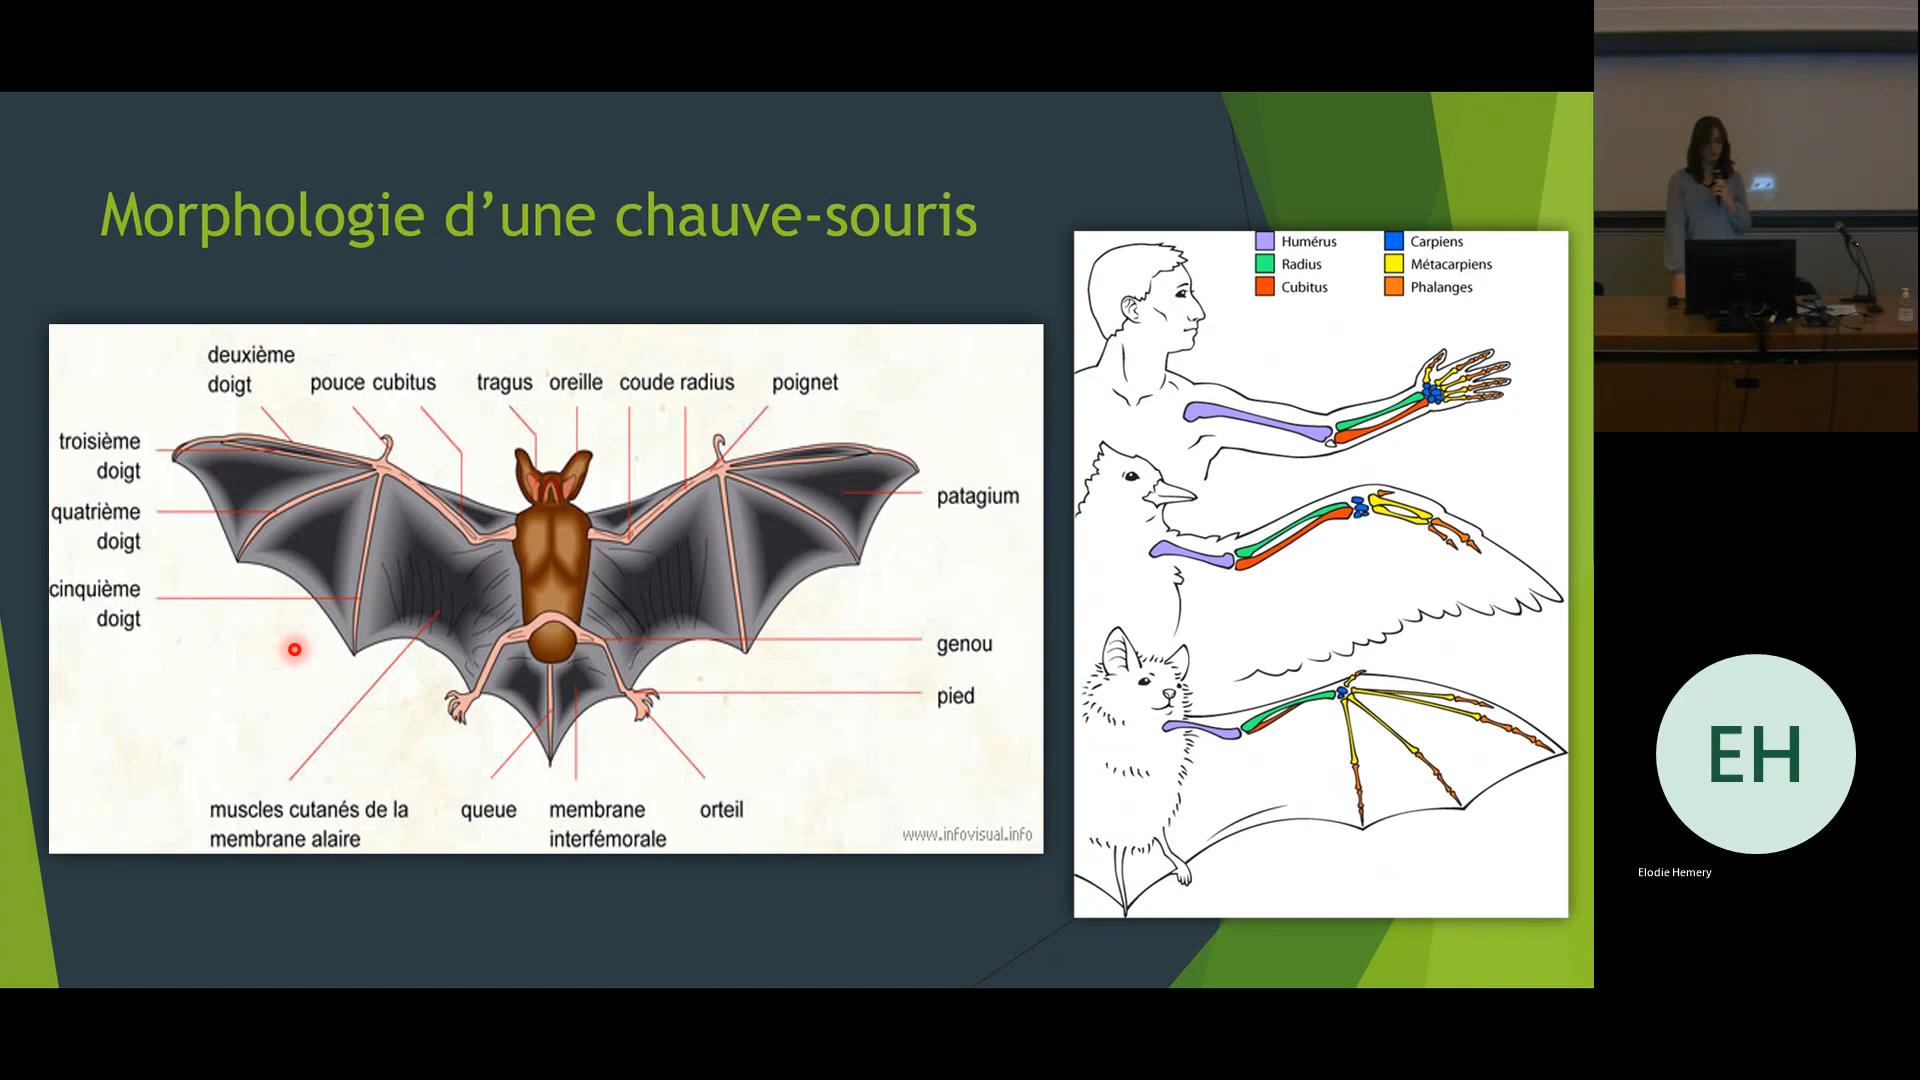 Morphologie d’une chauve-souris
deuxième
doigt
pouce cubitus
tragus
oreille
coude radius
poignet
troisième
doigt
quatrième
doigt
cinquième
doigt
patagium
genou
pied
muscles cutanés de la
membrane alaire
queue
membrane
interfémorale
orteil
www.infovisual.info
Humérus
Radius
Cubitus
Carpiens
Métacarpiens
Phalanges
EH
Elodie Hemery